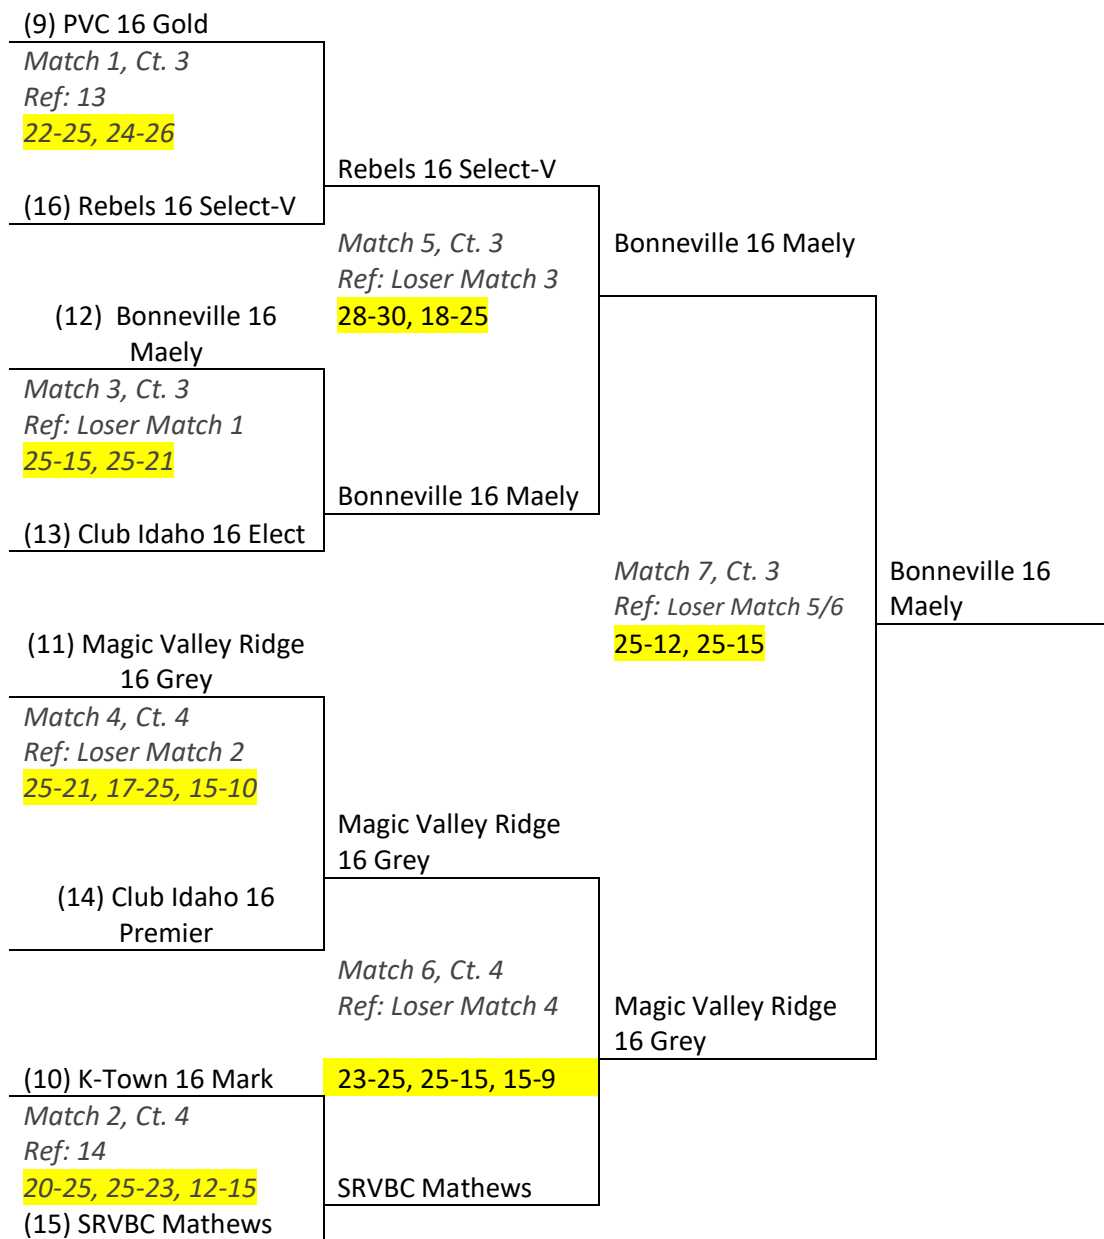 (9) PVC 16 Gold
Match 1, Ct. 3
Ref: 13
22-25, 24-26
Rebels 16 Select-V
(16) Rebels 16 Select-V
Match 5, Ct. 3
Ref: Loser Match 3
28-30, 18-25
Bonneville 16 Maely
(12) Bonneville 16
Maely
Match 3, Ct. 3
Ref: Loser Match 1
25-15, 25-21
Bonneville 16 Maely
(13) Club Idaho 16 Elect
Match 7, Ct. 3
Ref: Loser Match 5/6
25-12, 25-15
Bonneville 16
Maely
(11) Magic Valley Ridge
16 Grey
Match 4, Ct. 4
Ref: Loser Match 2
25-21, 17-25, 15-10
Magic Valley Ridge
16 Grey
(14) Club Idaho 16
Premier
Match 6, Ct. 4
Ref: Loser Match 4
23-25, 25-15, 15-9
Magic Valley Ridge
16 Grey
(10) K-Town 16 Mark
Match 2, Ct. 4
Ref: 14
20-25, 25-23, 12-15
SRVBC Mathews
(15) SRVBC Mathews